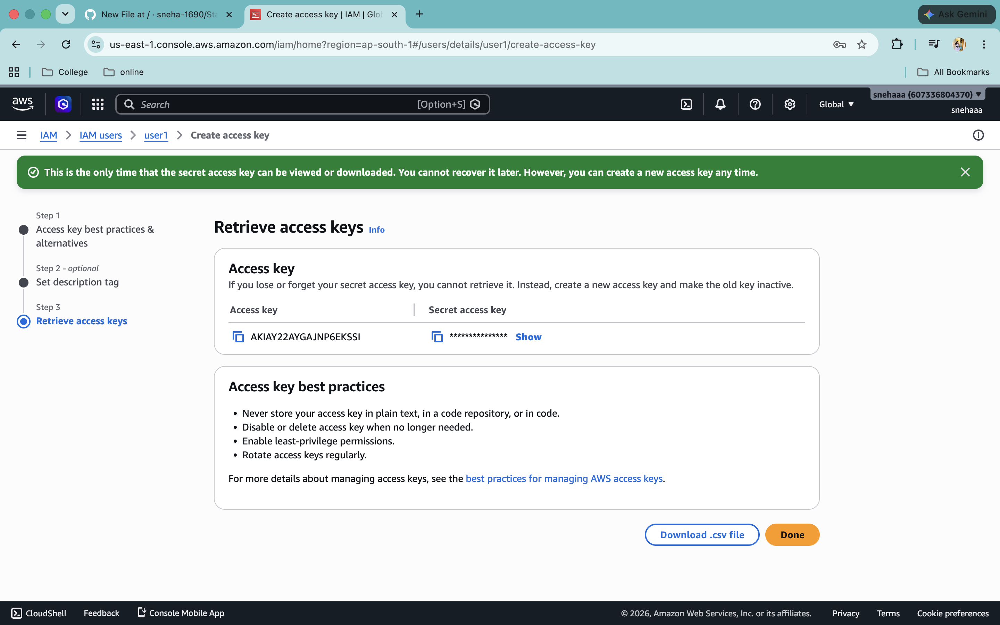 New File at / · sneha-1690/Sta
Create access key | IAM | Glo
Ask Gemini
us-east-1.console.aws.amazon.com/iam/home?region=ap-south-1#/users/details/user1/create-access-key
College
online
All Bookmarks
aws
Search
[Option+S]
Global
snehaaa (607336804370)
snehaaa
IAM
IAM users
user1
Create access key
This is the only time that the secret access key can be viewed or downloaded. You cannot recover it later. However, you can create a new access key any time.
Step 1
Access key best practices &
alternatives
Step 2 - optional
Set description tag
Step 3
Retrieve access keys
Retrieve access keys Info
Access key
If you lose or forget your secret access key, you cannot retrieve it. Instead, create a new access key and make the old key inactive.
Access key
Secret access key
AKIAY22AYGAJNP6EKSSI
*************** Show
Access key best practices
• Never store your access key in plain text, in a code repository, or in code.
• Disable or delete access key when no longer needed.
• Enable least-privilege permissions.
• Rotate access keys regularly.
For more details about managing access keys, see the best practices for managing AWS access keys.
Download .csv file
Done
CloudShell
Feedback
Console Mobile App
© 2026, Amazon Web Services, Inc. or its affiliates.
Privacy
Terms
Cookie preferences